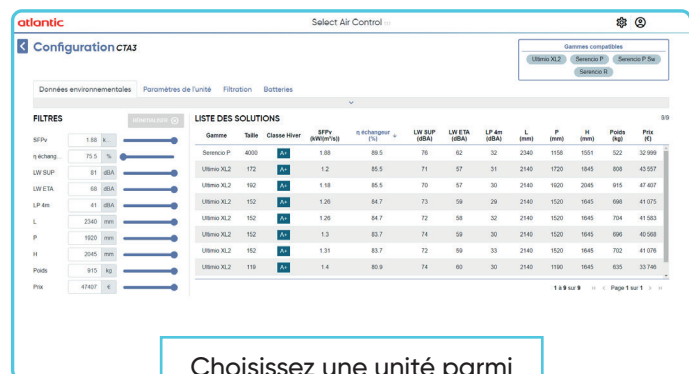 atlantic
Select Air Control
Configuration CTA3
Gammes compatibles
Ultimio XL2 Serencio P Serencio P Sw
Serencio R
Données environnementales Paramètres de l'unité Filtration Batteries
FILTRES
LISTE DES SOLUTIONS 9/9
Gamme Taille Classe Hiver SFPv (kW/(m³/s)) η échangeur (%) LW SUP (dBA) LW ETA (dBA) LP 4m (dBA) L (mm) P (mm) H (mm) Poids (kg) Prix (€)
SFPv 1.88 k...
η échang... 75.5 %
LW SUP 81 dBA
LW ETA 68 dBA
LP 4m 41 dBA
L 2340 mm
P 1920 mm
H 2045 mm
Poids 915 kg
Prix 47407 €
Serencio P 4000 A+ 1.88 89.5 76 62 32 2340 1158 1551 522 32 999
Ultimio XL2 172 A+ 1.2 85.5 71 57 31 2140 1720 1845 808 43 557
Ultimio XL2 192 A+ 1.18 85.5 70 57 30 2140 1920 2045 915 47 407
Ultimio XL2 152 A+ 1.26 84.7 73 59 29 2140 1520 1645 698 41 075
Ultimio XL2 152 A+ 1.26 84.7 72 58 32 2140 1520 1645 704 41 583
Ultimio XL2 152 A+ 1.3 83.7 74 59 30 2140 1520 1645 696 40 568
Ultimio XL2 152 A+ 1.31 83.7 72 59 33 2140 1520 1645 702 41 076
Ultimio XL2 119 A+ 1.4 80.9 74 60 30 2140 1190 1645 635 33 746
1 à 9 sur 9 Page 1 sur 1
Choisissez une unité parmi